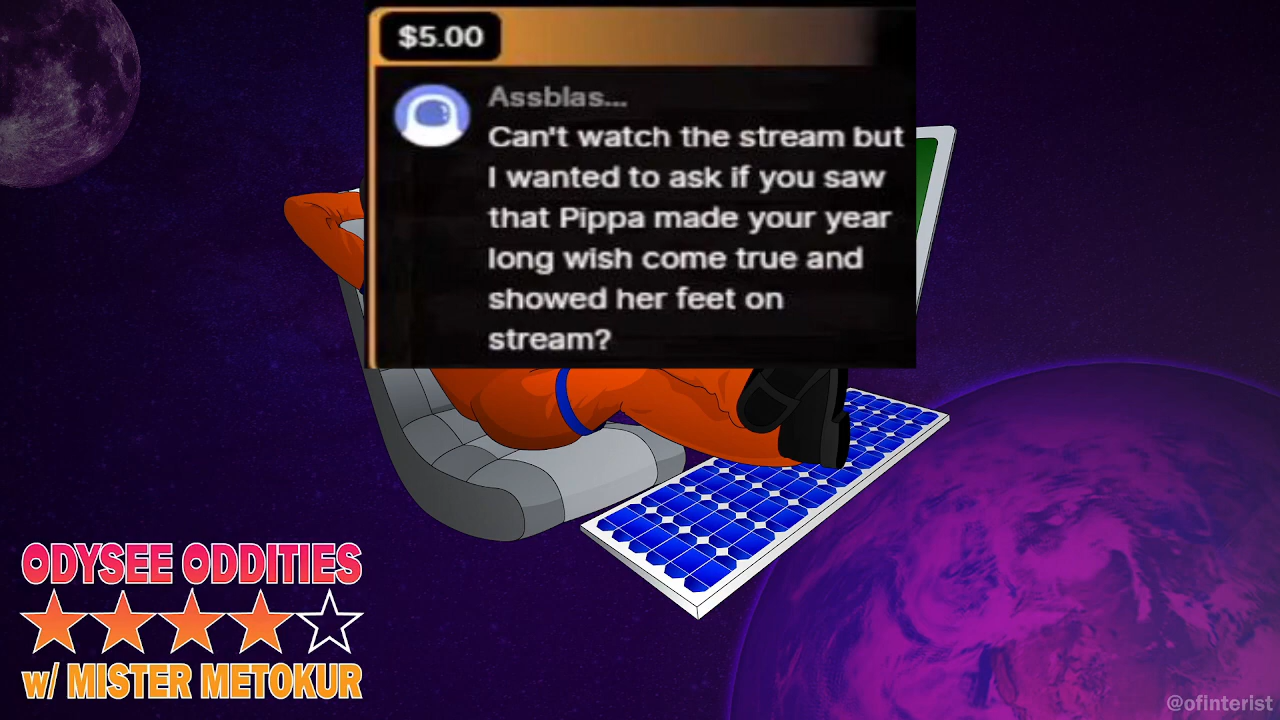 $5.00
Assblas...
Can't watch the stream but
I wanted to ask if you saw
that Pippa made your year
long wish come true and
showed her feet on
stream?
ODYSEE ODDITIES
w/ MISTER METOKUR
@ofinterist